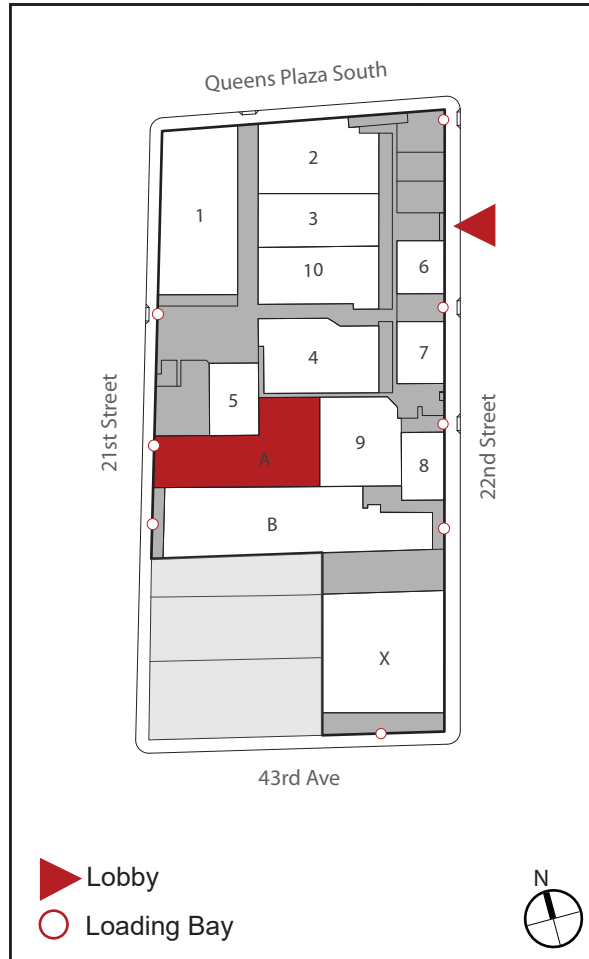 Queens Plaza South
2
1
3
6
10
7
4
5
21st Street
22nd Street
9
A
8
B
X
43rd Ave
Lobby
N
Loading Bay